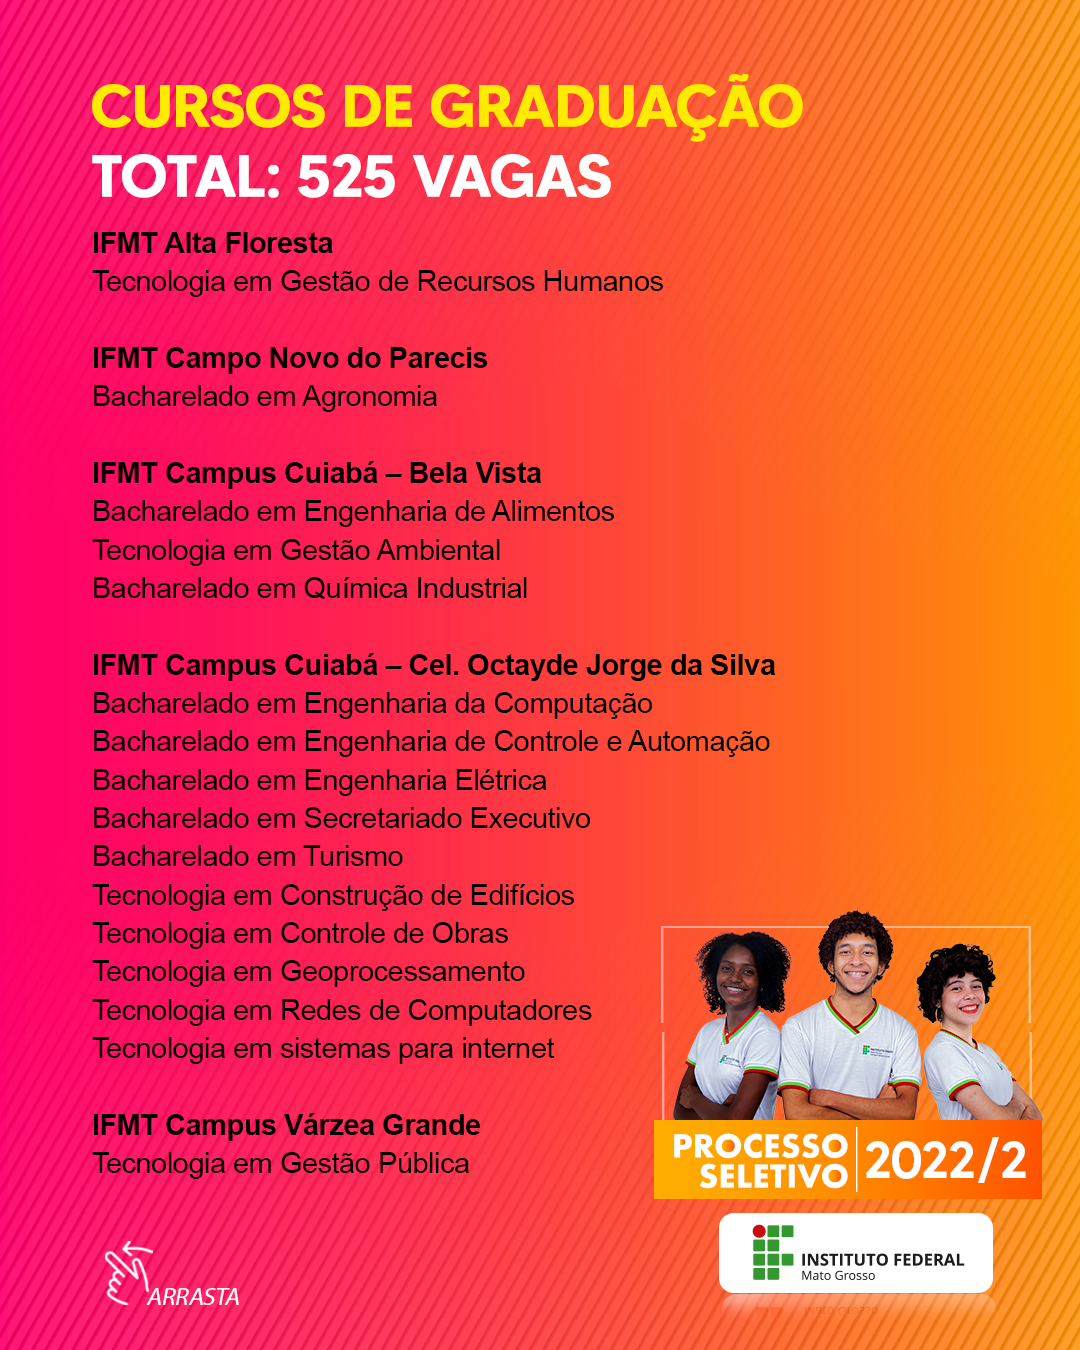 CURSOS DE GRADUAÇÃO
TOTAL: 525 VAGAS
IFMT Alta Floresta
Tecnologia em Gestão de Recursos Humanos
IFMT Campo Novo do Parecis
Bacharelado em Agronomia
IFMT Campus Cuiabá – Bela Vista
Bacharelado em Engenharia de Alimentos
Tecnologia em Gestão Ambiental
Bacharelado em Química Industrial
IFMT Campus Cuiabá – Cel. Octayde Jorge da Silva
Bacharelado em Engenharia da Computação
Bacharelado em Engenharia de Controle e Automação
Bacharelado em Engenharia Elétrica
Bacharelado em Secretariado Executivo
Bacharelado em Turismo
Tecnologia em Construção de Edifícios
Tecnologia em Controle de Obras
Tecnologia em Geoprocessamento
Tecnologia em Redes de Computadores
Tecnologia em sistemas para internet
IFMT Campus Várzea Grande
Tecnologia em Gestão Pública
PROCESSO
SELETIVO
2022/2
INSTITUTO FEDERAL
Mato Grosso
ARRASTA